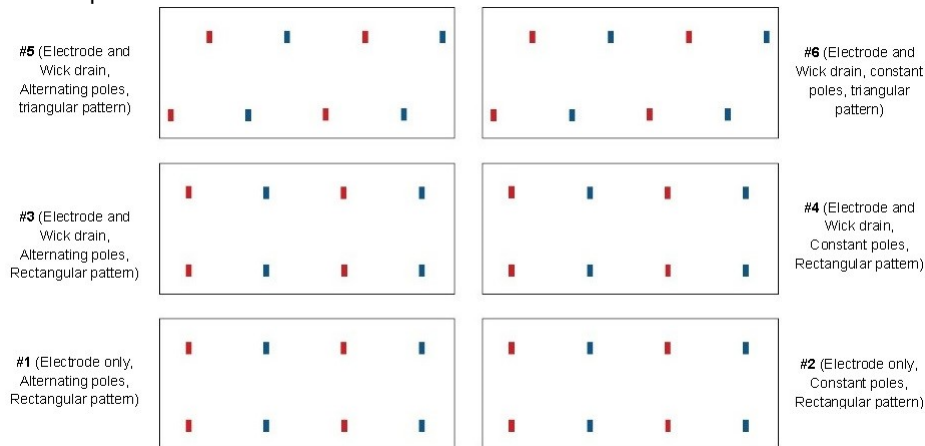 #5 (Electrode and
Wick drain,
Alternating poles,
triangular pattern)
#6 (Electrode and
Wick drain, constant
poles, triangular
pattern)
#3 (Electrode and
Wick drain,
Alternating poles,
Rectangular pattern)
#4 (Electrode and
Wick drain,
Constant poles,
Rectangular pattern)
#1 (Electrode only,
Alternating poles,
Rectangular pattern)
#2 (Electrode only,
Constant poles,
Rectangular pattern)